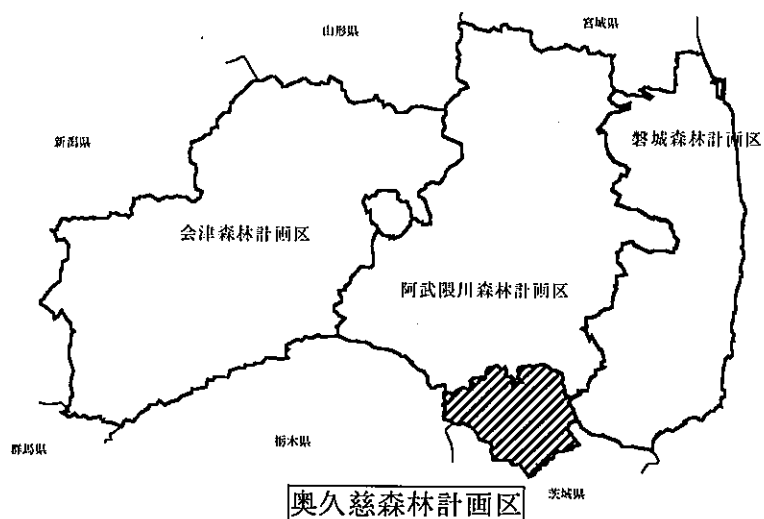 山形県
宮城県
新潟県
磐城森林計画区
会津森林計画区
阿武隈川森林計画区
群馬県
栃木県
茨城県
奥久慈森林計画区